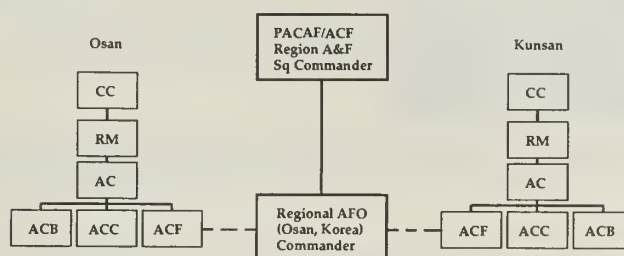 Osan
CC
RM
AC
ACB ACC ACF
PACAF/ACF
Region A&F
Sq Commander
Regional AFO
(Osan, Korea)
Commander
Kunsan
CC
RM
AC
ACF ACC ACB